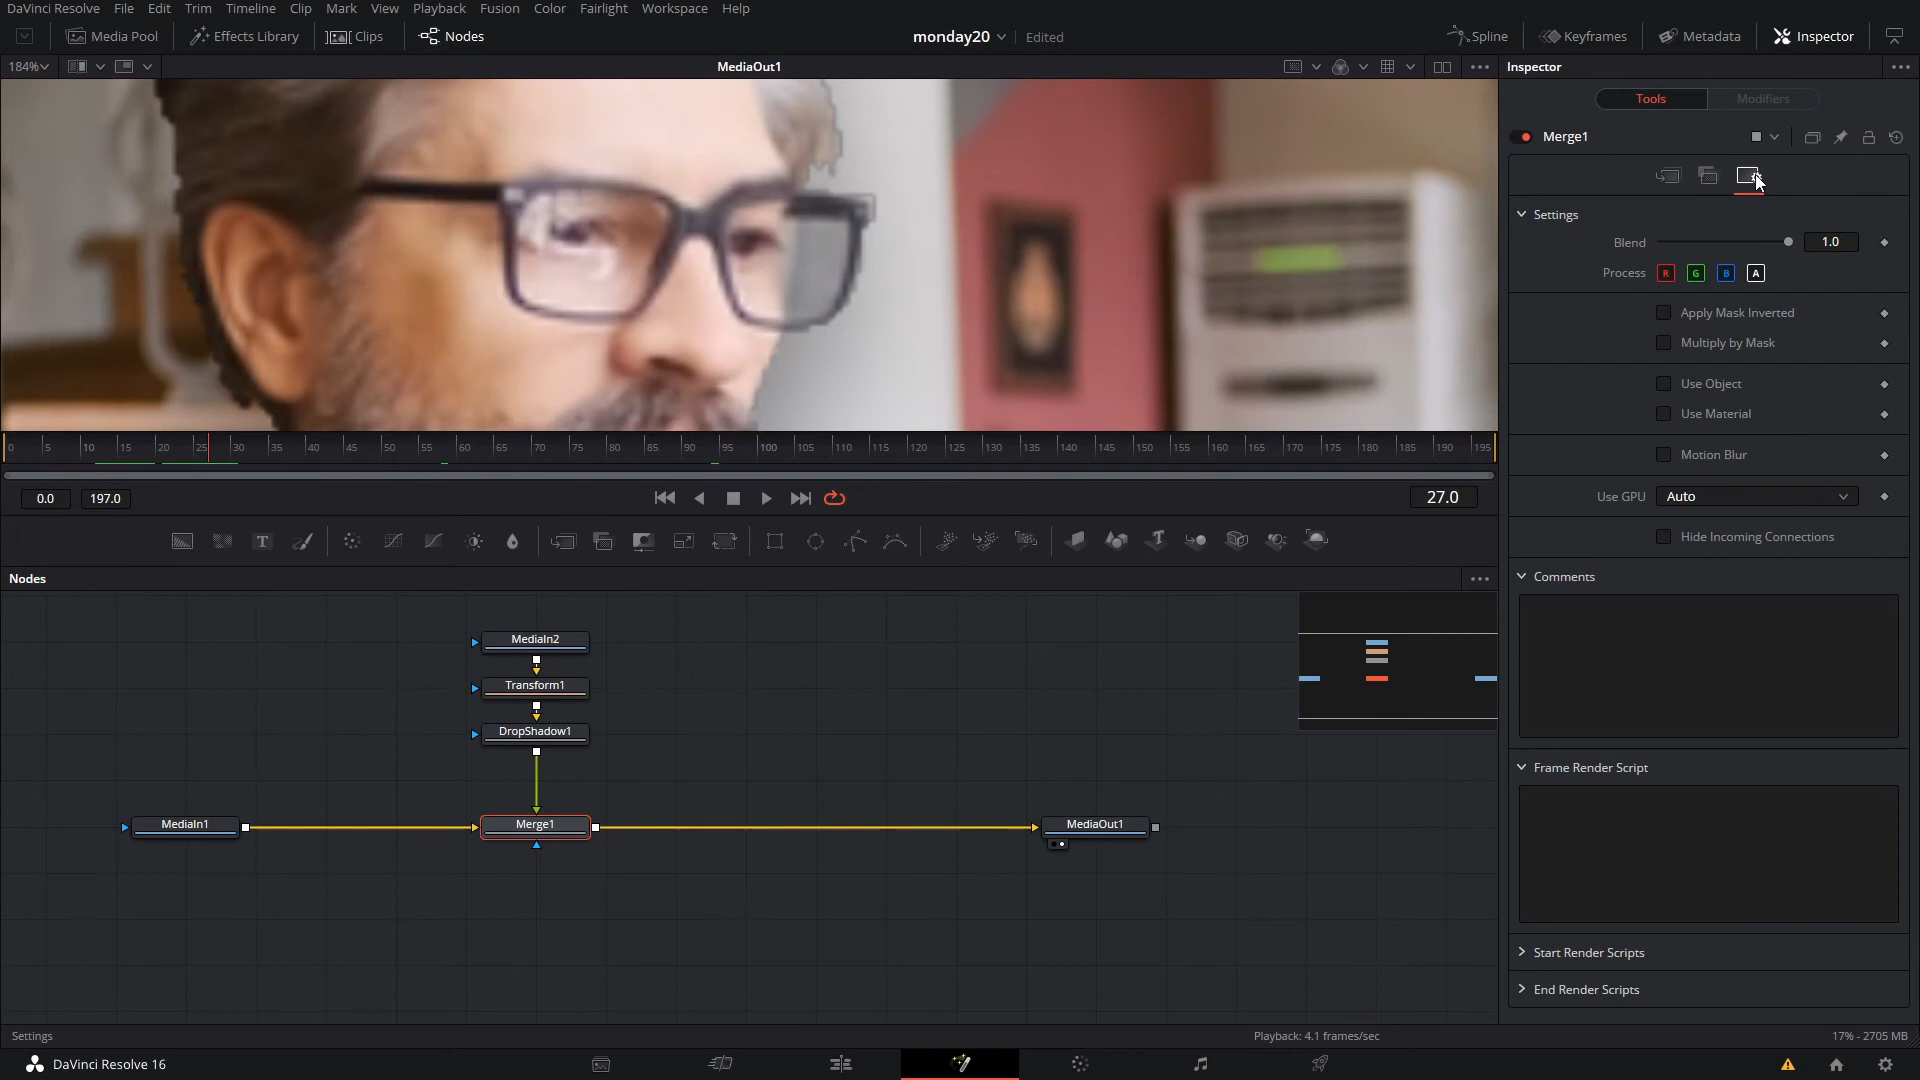 DaVinci Resolve File Edit Trim Timeline Clip Mark View Playback Fusion Color Fairlight Workspace Help
Media Pool Effects Library Clips Nodes monday20 Edited Spline Keyframes Metadata Inspector
184% MediaOut1 Inspector
Tools Modifiers
Merge1
Settings
Blend 1.0
Process R G B A
Apply Mask Inverted
Multiply by Mask
Use Object
Use Material
Motion Blur
Use GPU Auto
Hide Incoming Connections
Comments
Frame Render Script
Start Render Scripts
End Render Scripts
0 5 10 15 20 25 30 35 40 45 50 55 60 65 70 75 80 85 90 95 100 105 110 115 120 125 130 135 140 145 150 155 160 165 170 175 180 185 190 195
0.0 197.0 27.0
T
Nodes
MediaIn2
Transform1
DropShadow1
MediaIn1 Merge1 MediaOut1
Settings Playback: 4.1 frames/sec 17% - 2705 MB
DaVinci Resolve 16